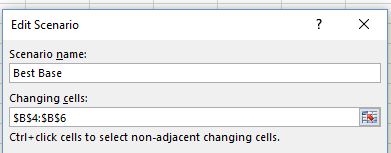 Edit Scenario ?
Scenario name:
Best Base
Changing cells:
$B$4:$B$6
Ctrl+click cells to select non-adjacent changing cells.